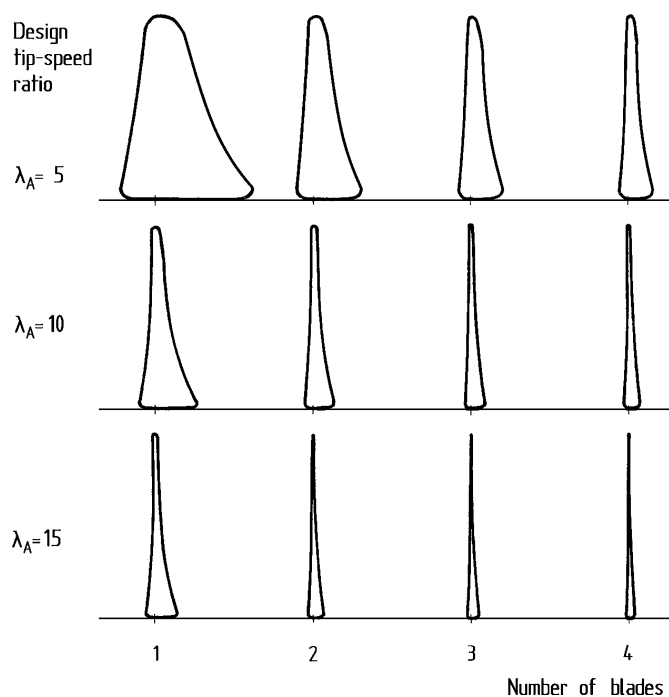 Design
tip-speed
ratio
λA= 5
λA= 10
λA= 15
1 2 3 4
Number of blades